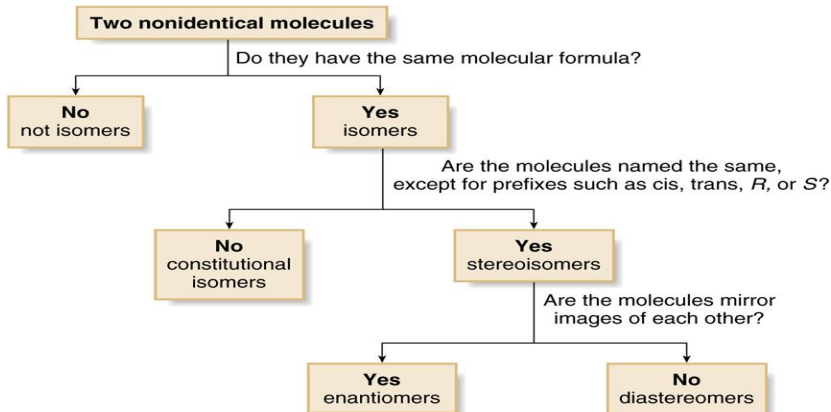 Two nonidentical molecules
Do they have the same molecular formula?
No
not isomers
Yes
isomers
Are the molecules named the same,
except for prefixes such as cis, trans, R, or S?
No
constitutional
isomers
Yes
stereoisomers
Are the molecules mirror
images of each other?
Yes
enantiomers
No
diastereomers